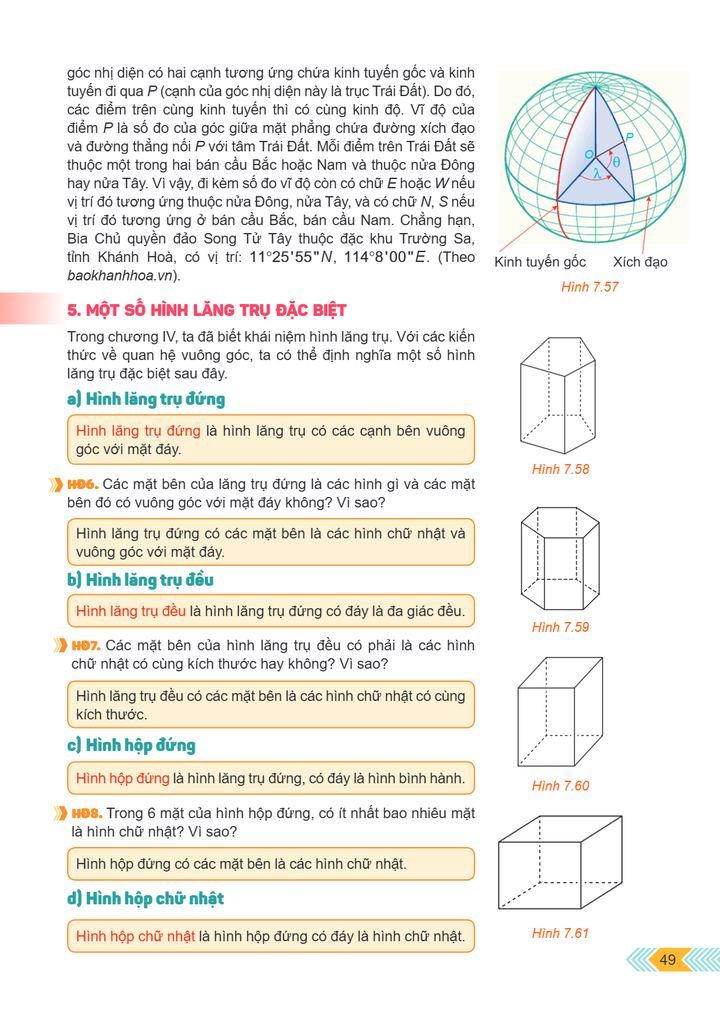 góc nhị diện có hai cạnh tương ứng chứa kinh tuyến gốc và kinh
tuyến đi qua P (cạnh của góc nhị diện này là trục Trái Đất). Do đó,
các điểm trên cùng kinh tuyến thì có cùng kinh độ. Vĩ độ của
điểm P là số đo của góc giữa mặt phẳng chứa đường xích đạo
và đường thẳng nối P với tâm Trái Đất. Mỗi điểm trên Trái Đất sẽ
thuộc một trong hai bán cầu Bắc hoặc Nam và thuộc nửa Đông
hay nửa Tây. Vì vậy, đi kèm số đo vĩ độ còn có chữ E hoặc W nếu
vị trí đó tương ứng thuộc nửa Đông, nửa Tây, và có chữ N, S nếu
vị trí đó tương ứng ở bán cầu Bắc, bán cầu Nam. Chẳng hạn,
Bia Chủ quyền đảo Song Tử Tây thuộc đặc khu Trường Sa,
tỉnh Khánh Hoà, có vị trí: 11°25'55"N, 114°8'00"E. (Theo
baokhanhhoa.vn).
P
O
θ
λ
Kinh tuyến gốc
Xích đạo
Hình 7.57
5. MỘT SỐ HÌNH LĂNG TRỤ ĐẶC BIỆT
Trong chương IV, ta đã biết khái niệm hình lăng trụ. Với các kiến
thức về quan hệ vuông góc, ta có thể định nghĩa một số hình
lăng trụ đặc biệt sau đây.
a) Hình lăng trụ đứng
Hình lăng trụ đứng là hình lăng trụ có các cạnh bên vuông
góc với mặt đáy.
Hình 7.58
HĐ6. Các mặt bên của lăng trụ đứng là các hình gì và các mặt
bên đó có vuông góc với mặt đáy không? Vì sao?
Hình lăng trụ đứng có các mặt bên là các hình chữ nhật và
vuông góc với mặt đáy.
b) Hình lăng trụ đều
Hình lăng trụ đều là hình lăng trụ đứng có đáy là đa giác đều.
Hình 7.59
HĐ7. Các mặt bên của hình lăng trụ đều có phải là các hình
chữ nhật có cùng kích thước hay không? Vì sao?
Hình lăng trụ đều có các mặt bên là các hình chữ nhật có cùng
kích thước.
c) Hình hộp đứng
Hình hộp đứng là hình lăng trụ đứng, có đáy là hình bình hành.
Hình 7.60
HĐ8. Trong 6 mặt của hình hộp đứng, có ít nhất bao nhiêu mặt
là hình chữ nhật? Vì sao?
Hình hộp đứng có các mặt bên là các hình chữ nhật.
d) Hình hộp chữ nhật
Hình hộp chữ nhật là hình hộp đứng có đáy là hình chữ nhật.
Hình 7.61
49